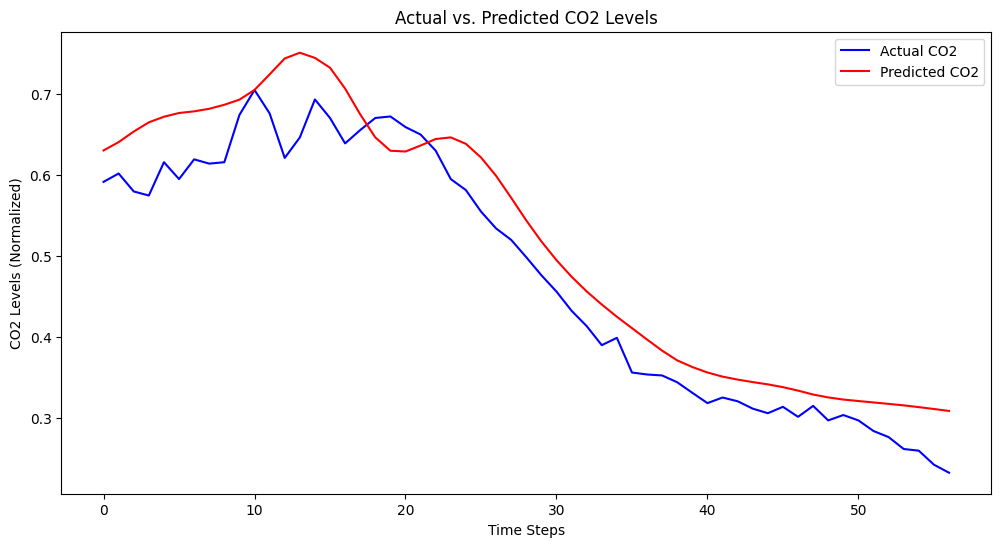 Actual vs. Predicted CO2 Levels
Actual CO2
Predicted CO2
CO2 Levels (Normalized)
0.7
0.6
0.5
0.4
0.3
0 10 20 30 40 50
Time Steps